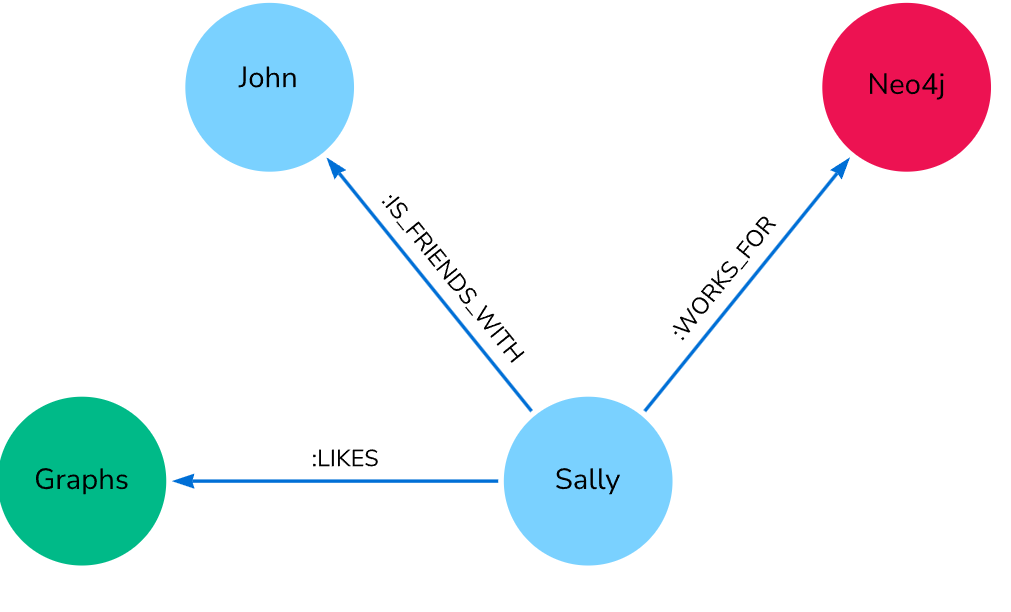 John
Neo4j
:IS_FRIENDS_WITH
:WORKS_FOR
:LIKES
Graphs
Sally